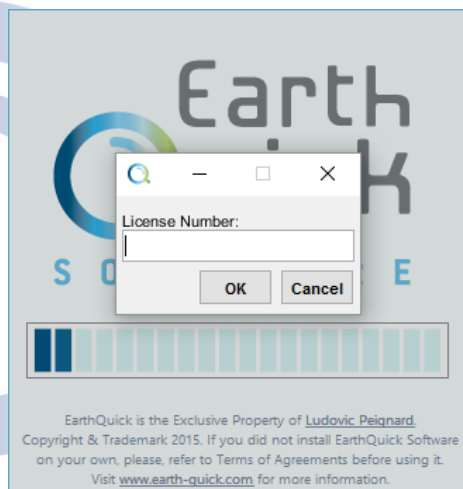 Earth
k
License Number:
OK
Cancel
S O R E
EarthQuick is the Exclusive Property of Ludovic Peignard.
Copyright & Trademark 2015. If you did not install EarthQuick Software
on your own, please, refer to Terms of Agreements before using it.
Visit www.earth-quick.com for more information.